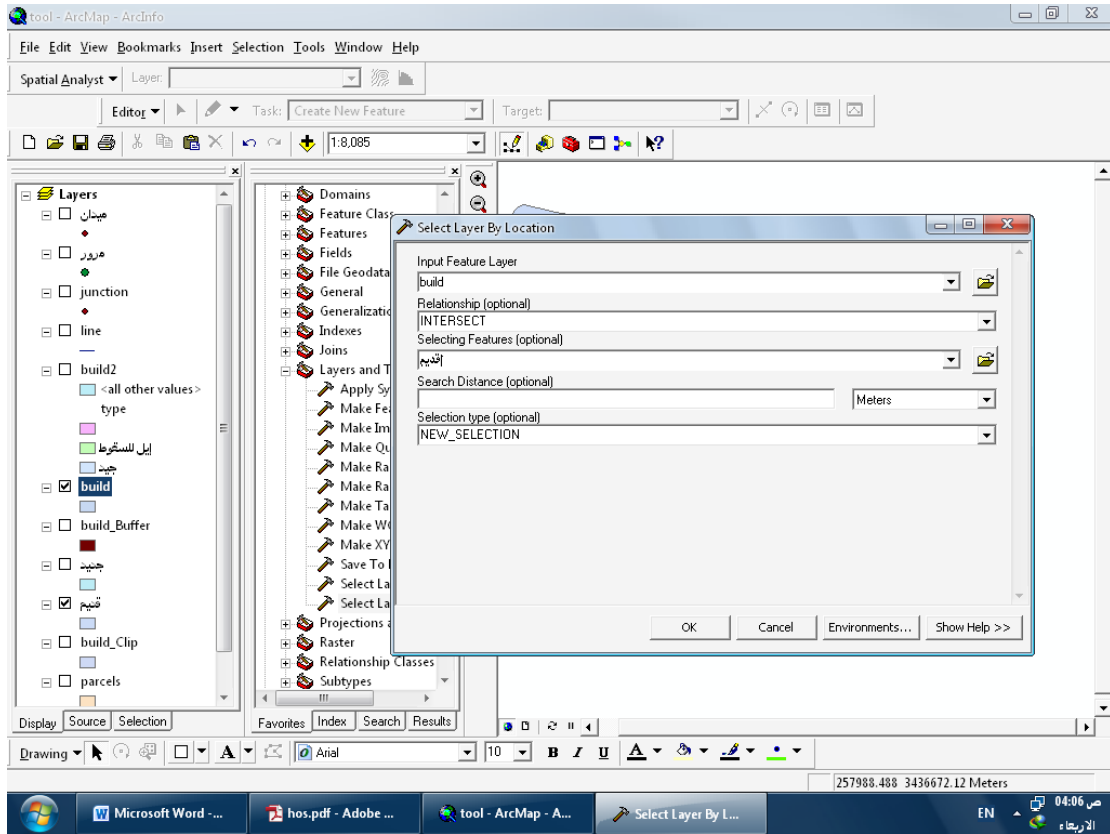 tool - ArcMap - ArcInfo
File Edit View Bookmarks Insert Selection Tools Window Help
Spatial Analyst Layer:
Editor Task: Create New Feature Target:
1:8,085
Layers
ميدان
مرور
junction
line
build2
<all other values>
type
إيل للسقوط
جيد
build
build_Buffer
جنيد
قنيم
build_Clip
parcels
Display Source Selection
Domains
Feature Class
Features
Fields
File Geodata
General
Generalizatio
Indexes
Joins
Layers and T
Apply Sy
Make Fea
Make Im
Make Qu
Make Ra
Make Ra
Make Ta
Make WC
Make XY
Save To
Select La
Select La
Projections a
Raster
Relationship Classes
Subtypes
Favorites Index Search Results
Select Layer By Location
Input Feature Layer
build
Relationship (optional)
INTERSECT
Selecting Features (optional)
قديم
Search Distance (optional)
Meters
Selection type (optional)
NEW_SELECTION
OK Cancel Environments... Show Help >>
Drawing A Arial 10 B I U A
257988.488 3436672.12 Meters
Microsoft Word -... hos.pdf - Adobe ... tool - ArcMap - A... Select Layer By L... EN 04:06 ص
الاربعاء